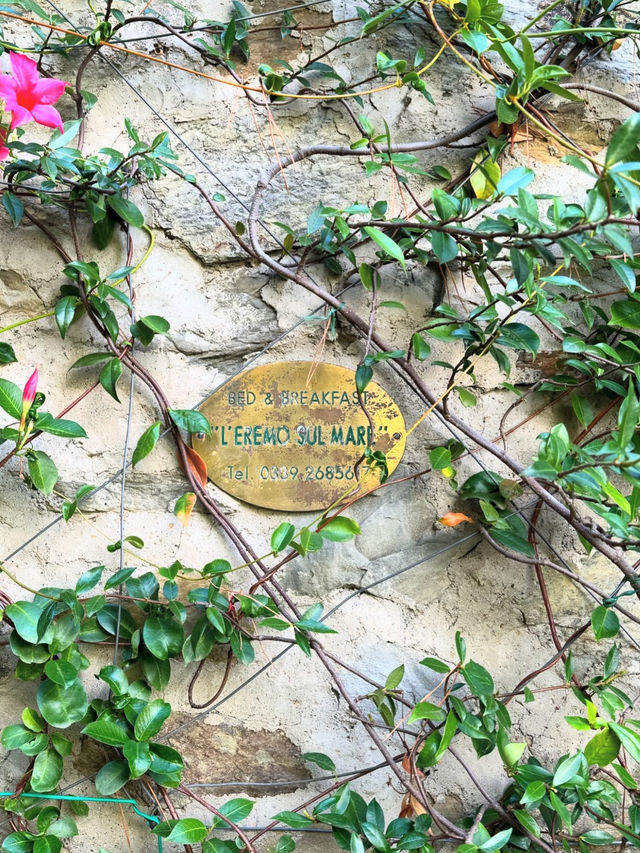 BED & BREAKFAST
"L'EREMO SUL MARE"
Tel. 0339.26856